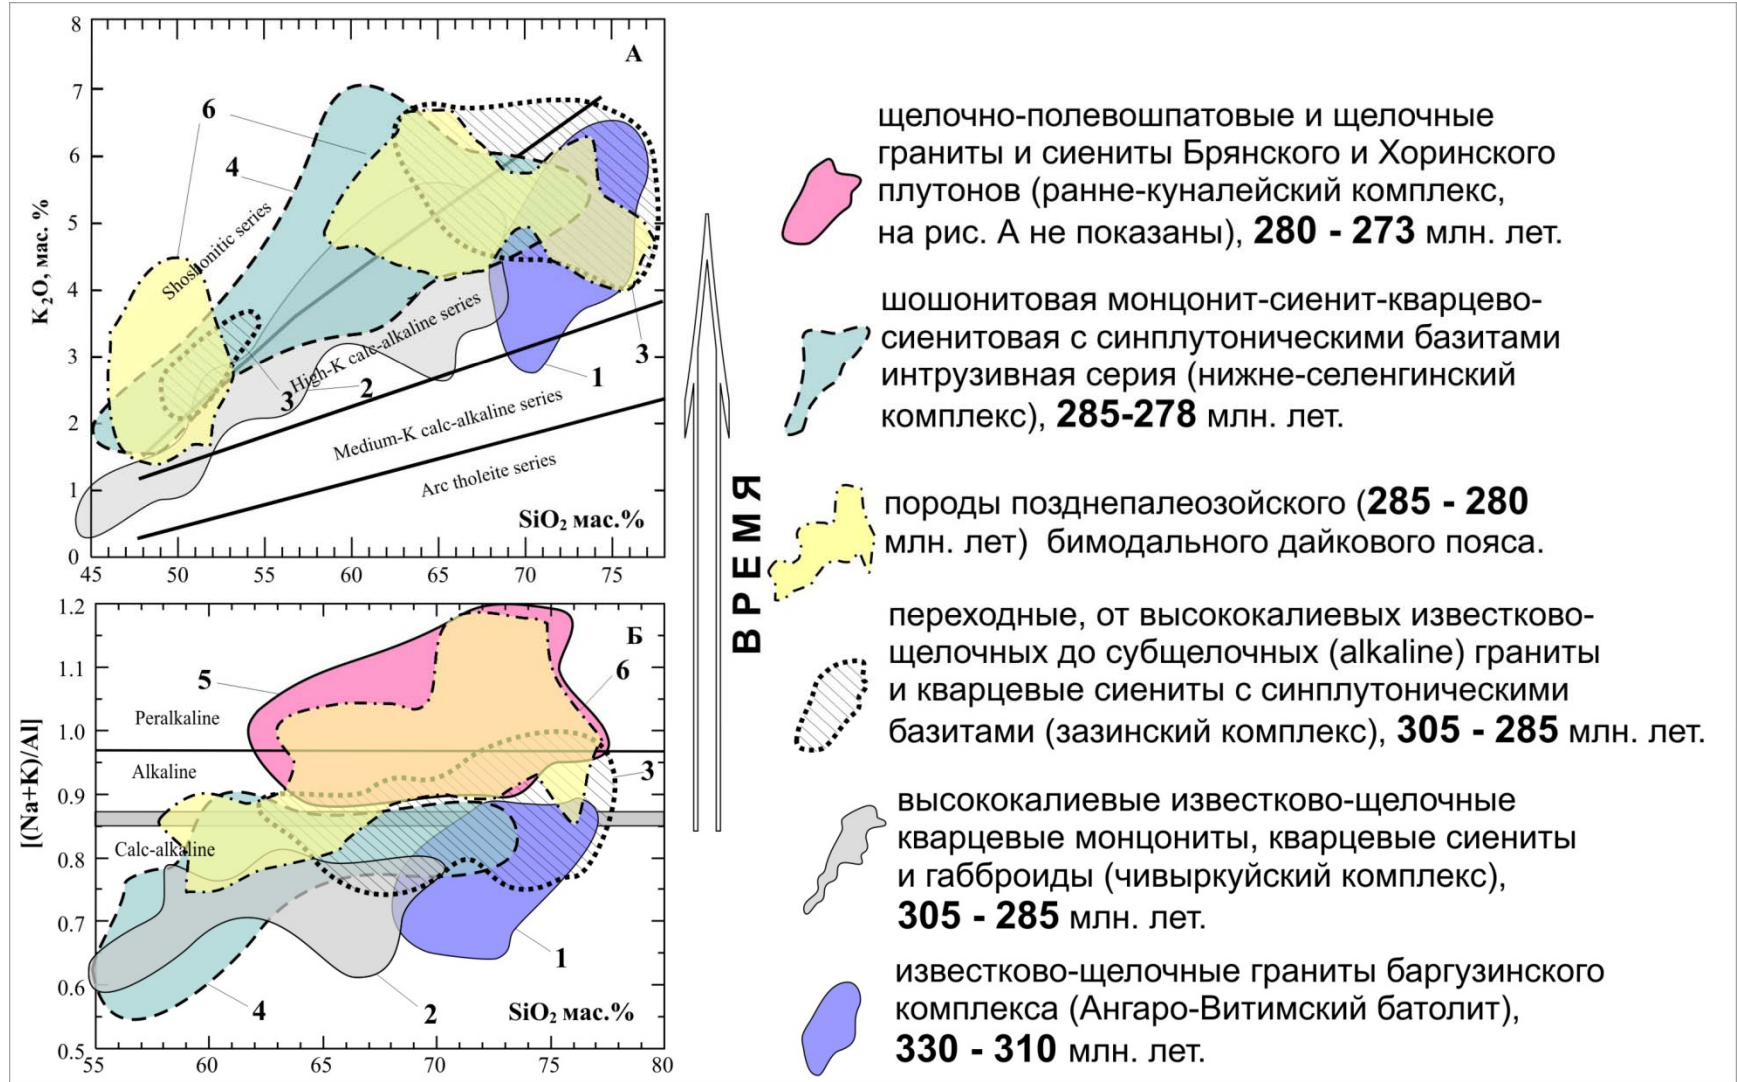 8
7
6
5
4
3
2
1
0
K₂O, мас. %
A
6
4
Shoshonitic series
High-K calc-alkaline series
3
2
1
3
Medium-K calc-alkaline series
Arc tholeite series
SiO₂ мас.%
45 50 55 60 65 70 75
1.2
1.1
1.0
0.9
0.8
0.7
0.6
0.5
[(Na+K)/Al]
Б
5
6
Peralkaline
Alkaline
3
Calc-alkaline
1
4
2
SiO₂ мас.%
55 60 65 70 75 80
ВРЕМЯ
щелочно-полевошпатовые и щелочные
граниты и сиениты Брянского и Хоринского
плутонов (ранне-куналейский комплекс,
на рис. А не показаны), 280 - 273 млн. лет.
шошонитовая монцонит-сиенит-кварцево-
сиенитовая с синплутоническими базитами
интрузивная серия (нижне-селенгинский
комплекс), 285-278 млн. лет.
породы позднепалеозойского (285 - 280
млн. лет) бимодального дайкового пояса.
переходные, от высококалиевых известково-
щелочных до субщелочных (alkaline) граниты
и кварцевые сиениты с синплутоническими
базитами (зазинский комплекс), 305 - 285 млн. лет.
высококалиевые известково-щелочные
кварцевые монцониты, кварцевые сиениты
и габброиды (чивыркуйский комплекс),
305 - 285 млн. лет.
известково-щелочные граниты баргузинского
комплекса (Ангаро-Витимский батолит),
330 - 310 млн. лет.